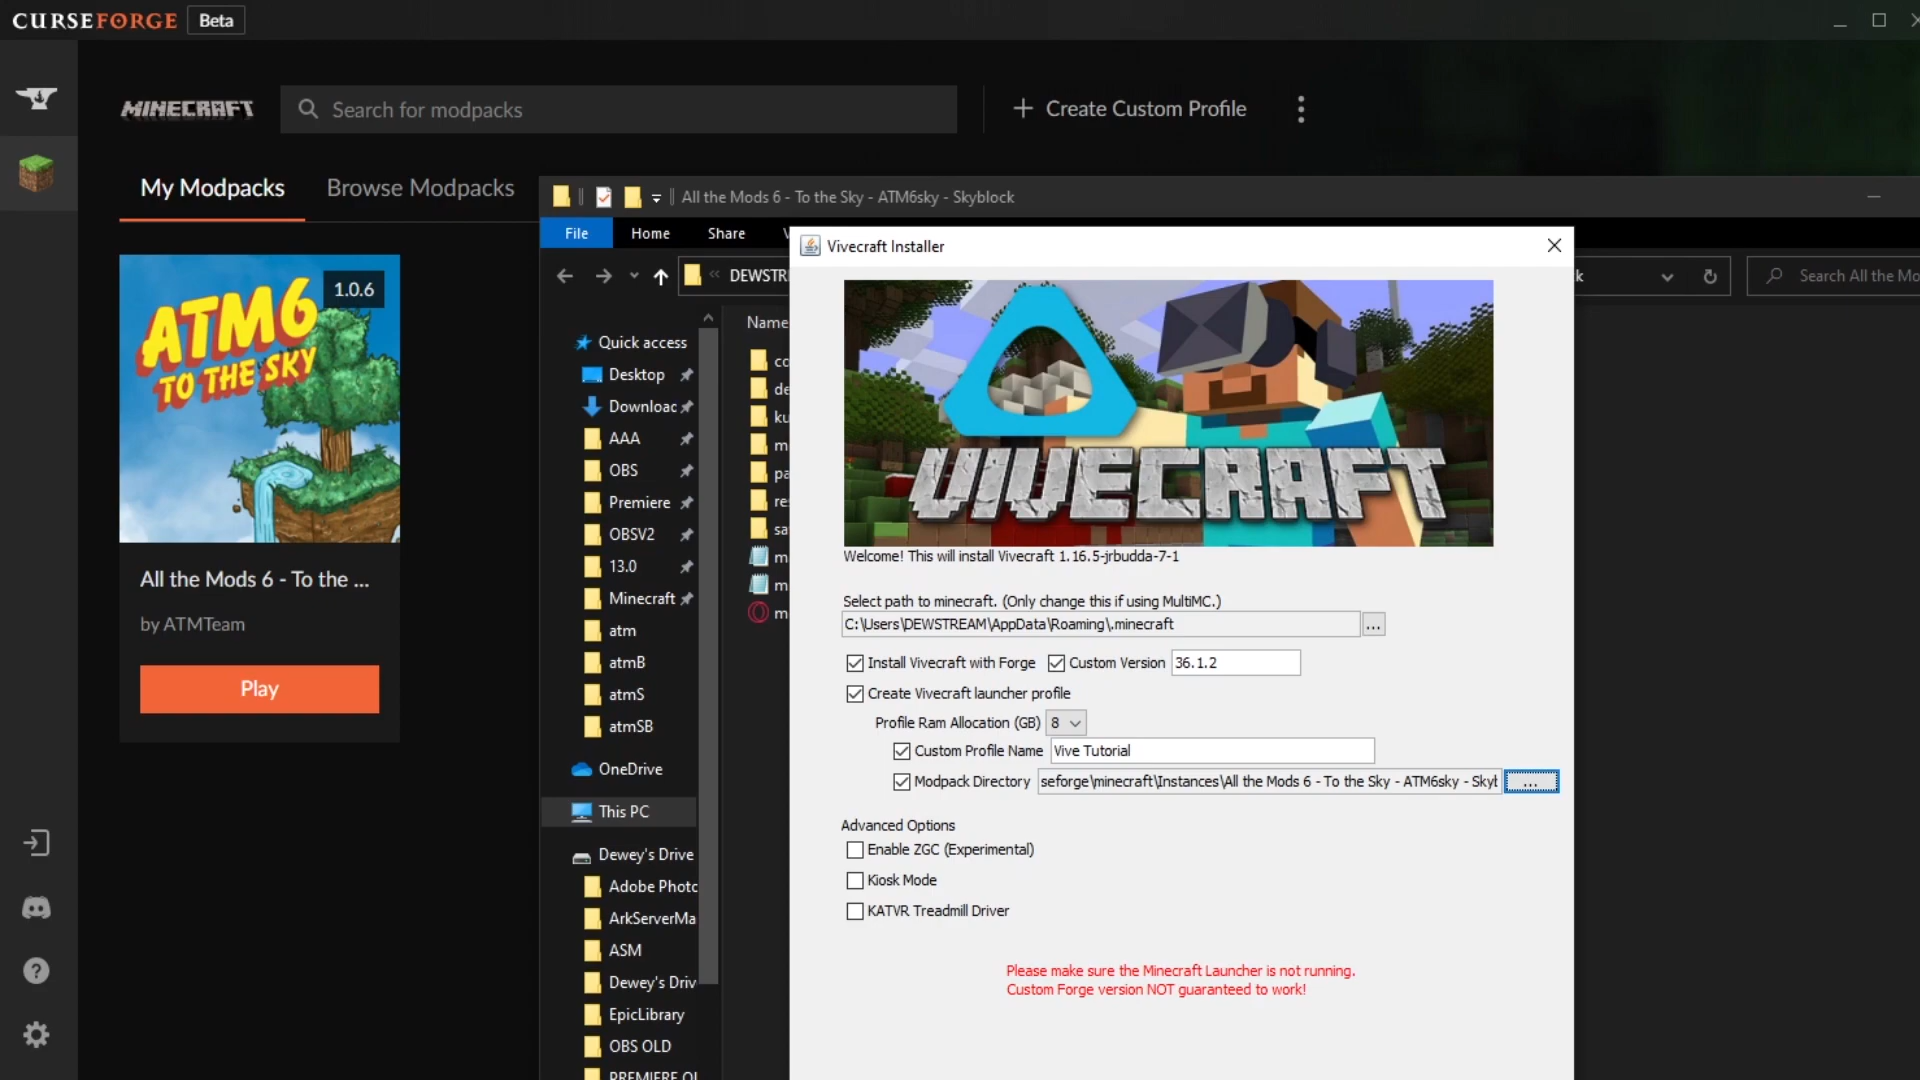 CURSEFORGE Beta
MINECRAFT
Search for modpacks
Create Custom Profile
My Modpacks
Browse Modpacks
ATM6
TO THE SKY
1.0.6
All the Mods 6 - To the ...
by ATMTeam
Play
All the Mods 6 - To the Sky - ATM6sky - Skyblock
File
Home
Share
DEWSTRE
k
Search All the Mo
Quick access
Desktop
Downloac
AAA
OBS
Premiere
OBSV2
13.0
Minecraft
atm
atmB
atmS
atmSB
OneDrive
This PC
Dewey's Drive
Adobe Photc
ArkServerMa
ASM
Dewey's Driv
EpicLibrary
OBS OLD
Name
de
ku
pa
Vivecraft Installer
VIVECRAFT
Welcome! This will install Vivecraft 1.16.5-jrbudda-7-1
Select path to minecraft. (Only change this if using MultiMC.)
C:\Users\DEWSTREAM\AppData\Roaming\.minecraft
...
Install Vivecraft with Forge
Custom Version
36.1.2
Create Vivecraft launcher profile
Profile Ram Allocation (GB)
8
Custom Profile Name
Vive Tutorial
Modpack Directory
seforge\minecraft\Instances\All the Mods 6 - To the Sky - ATM6sky - Skyb
...
Advanced Options
Enable ZGC (Experimental)
Kiosk Mode
KATVR Treadmill Driver
Please make sure the Minecraft Launcher is not running.
Custom Forge version NOT guaranteed to work!